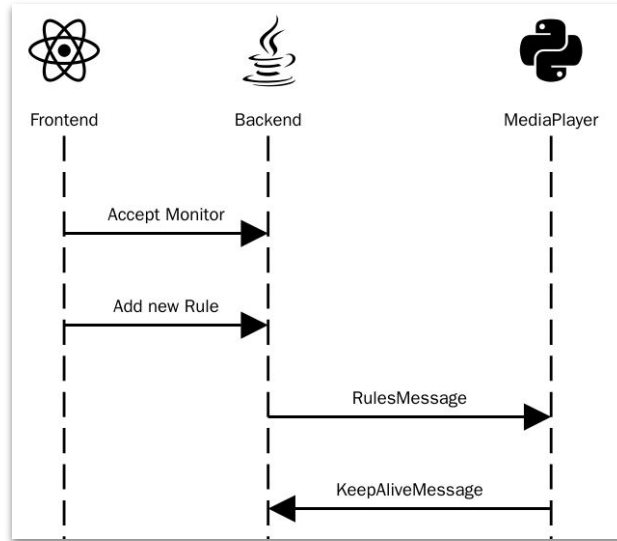 Frontend
Backend
MediaPlayer
Accept Monitor
Add new Rule
RulesMessage
KeepAliveMessage